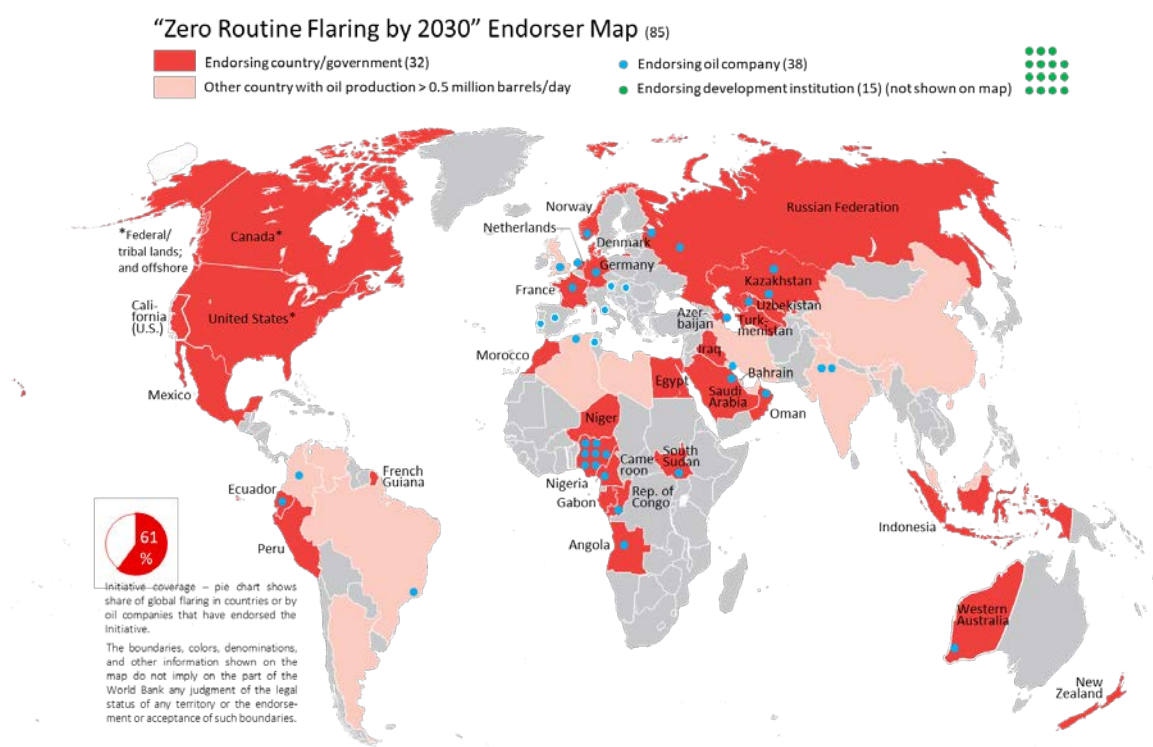 “Zero Routine Flaring by 2030” Endorser Map (85)
Endorsing country/government (32)
Other country with oil production > 0.5 million barrels/day
Endorsing oil company (38)
Endorsing development institution (15) (not shown on map)
*Federal/
tribal lands;
and offshore
Canada*
Cali-
fornia
(U.S.)
United States*
Mexico
Norway
Netherlands
Denmark
Germany
France
Russian Federation
Kazakhstan
Uzbekistan
Azer-
baijan
Turk-
menistan
Morocco
Iraq
Bahrain
Egypt
Saudi
Arabia
Oman
Niger
South
Sudan
Came
roon
Nigeria
Gabon
Rep. of
Congo
Angola
French
Guiana
Ecuador
Peru
Indonesia
Western
Australia
New
Zealand
61
%
Initiative coverage – pie chart shows
share of global flaring in countries or by
oil companies that have endorsed the
Initiative.
The boundaries, colors, denominations,
and other information shown on the
map do not imply on the part of the
World Bank any judgment of the legal
status of any territory or the endorse-
ment or acceptance of such boundaries.